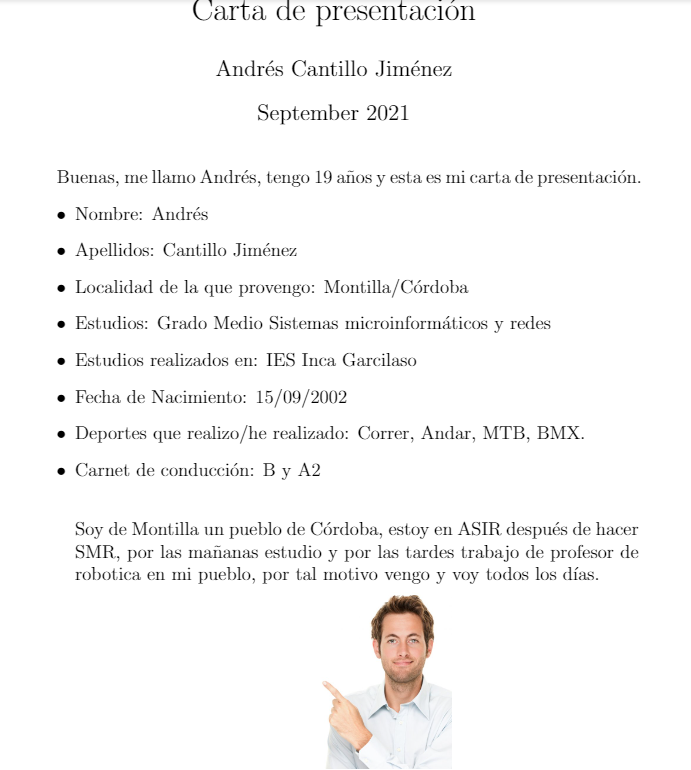 Carta de presentación
Andrés Cantillo Jiménez
September 2021
Buenas, me llamo Andrés, tengo 19 años y esta es mi carta de presentación.
• Nombre: Andrés
• Apellidos: Cantillo Jiménez
• Localidad de la que provengo: Montilla/Córdoba
• Estudios: Grado Medio Sistemas microinformáticos y redes
• Estudios realizados en: IES Inca Garcilaso
• Fecha de Nacimiento: 15/09/2002
• Deportes que realizo/he realizado: Correr, Andar, MTB, BMX.
• Carnet de conducción: B y A2
Soy de Montilla un pueblo de Córdoba, estoy en ASIR después de hacer
SMR, por las mañanas estudio y por las tardes trabajo de profesor de
robotica en mi pueblo, por tal motivo vengo y voy todos los días.